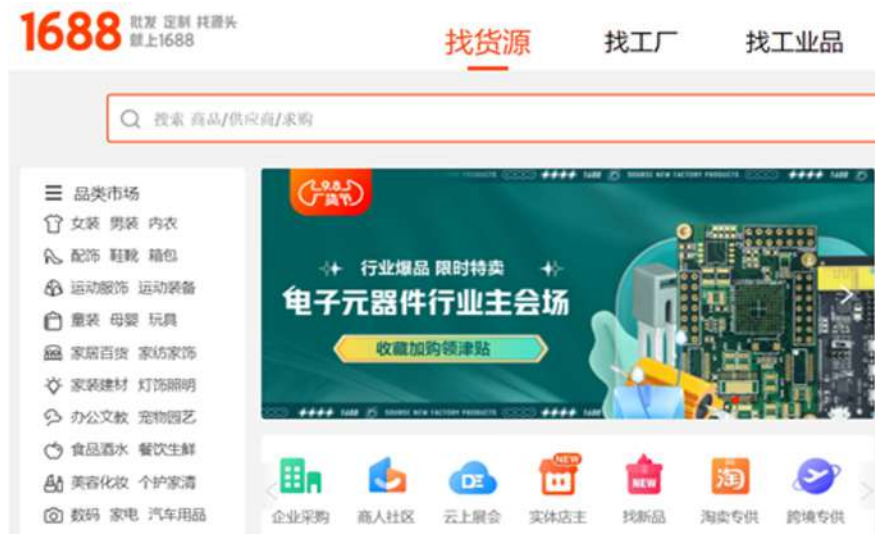 1688 批发 定制 找源头
就上1688
找货源 找工厂 找工业品
搜索 商品/供应商/求购
品类市场
女装 男装 内衣
配饰 鞋靴 箱包
运动服饰 运动装备
童装 母婴 玩具
家居百货 家纺家饰
家装建材 灯饰照明
办公文教 宠物园艺
食品酒水 餐饮生鲜
美容化妆 个护家清
数码 家电 汽车用品
9.8
厂货节
行业爆品 限时特卖
电子元器件行业主会场
收藏加购领津贴
1688
NEW
DE
NEW
淘
企业采购 商人社区 云上展会 实体店主 找新品 淘卖专供 跨境专供